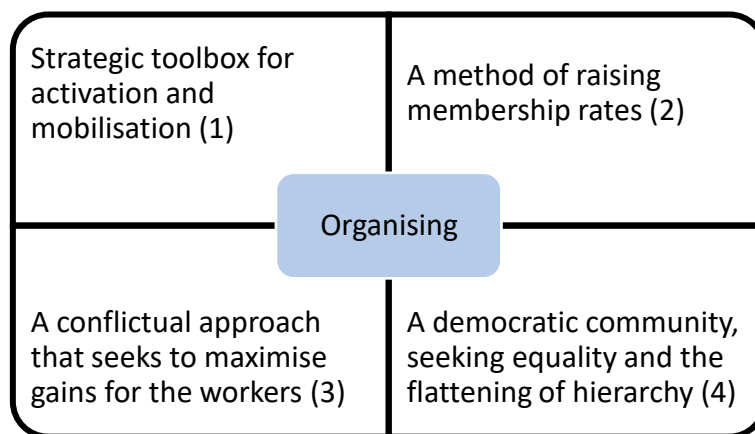 Strategic toolbox for
activation and
mobilisation (1)
A method of raising
membership rates (2)
Organising
A conflictual approach
that seeks to maximise
gains for the workers (3)
A democratic community,
seeking equality and the
flattening of hierarchy (4)